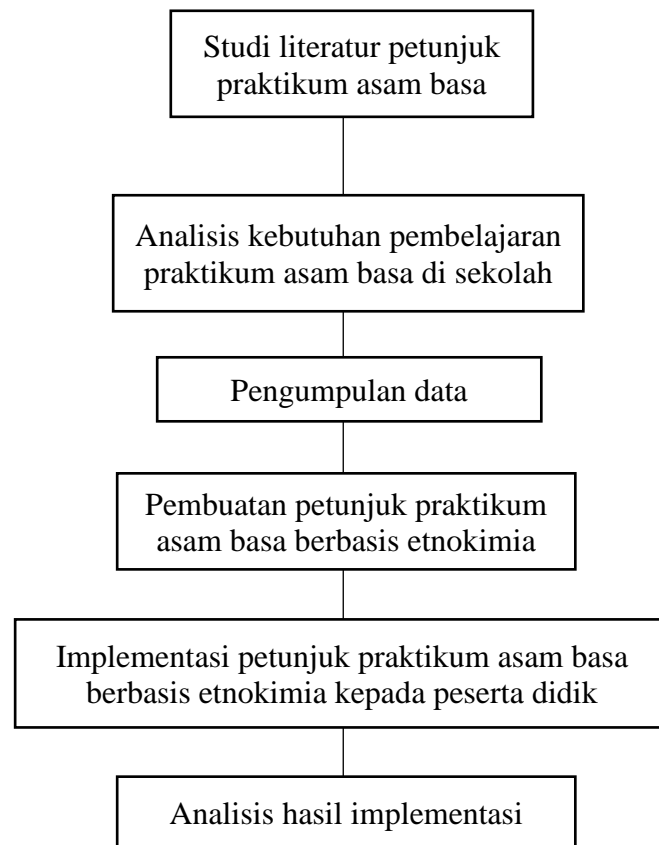 Studi literatur petunjuk
praktikum asam basa
Analisis kebutuhan pembelajaran
praktikum asam basa di sekolah
Pengumpulan data
Pembuatan petunjuk praktikum
asam basa berbasis etnokimia
Implementasi petunjuk praktikum asam basa
berbasis etnokimia kepada peserta didik
Analisis hasil implementasi